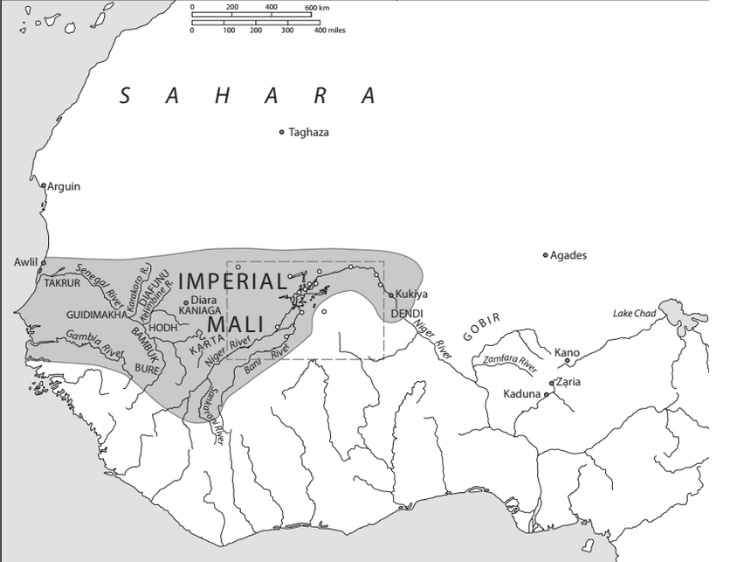 0 200 400 600 km
0 100 200 300 400 miles
SAHARA
Taghaza
Arguin
Awlil
TAKRUR
Senegal River
Karakoro R.
DIAFUNU
Kolimbine R.
IMPERIAL
MALI
Diara
KANIAGA
GUIDIMAKHA
HODH
KARTA
BAMBUK
BURE
Gambia River
Niger River
Bani River
Sankarani River
Kukiya
DENDI
Niger River
Agades
GOBIR
Lake Chad
Zamfara River
Kano
Zaria
Kaduna